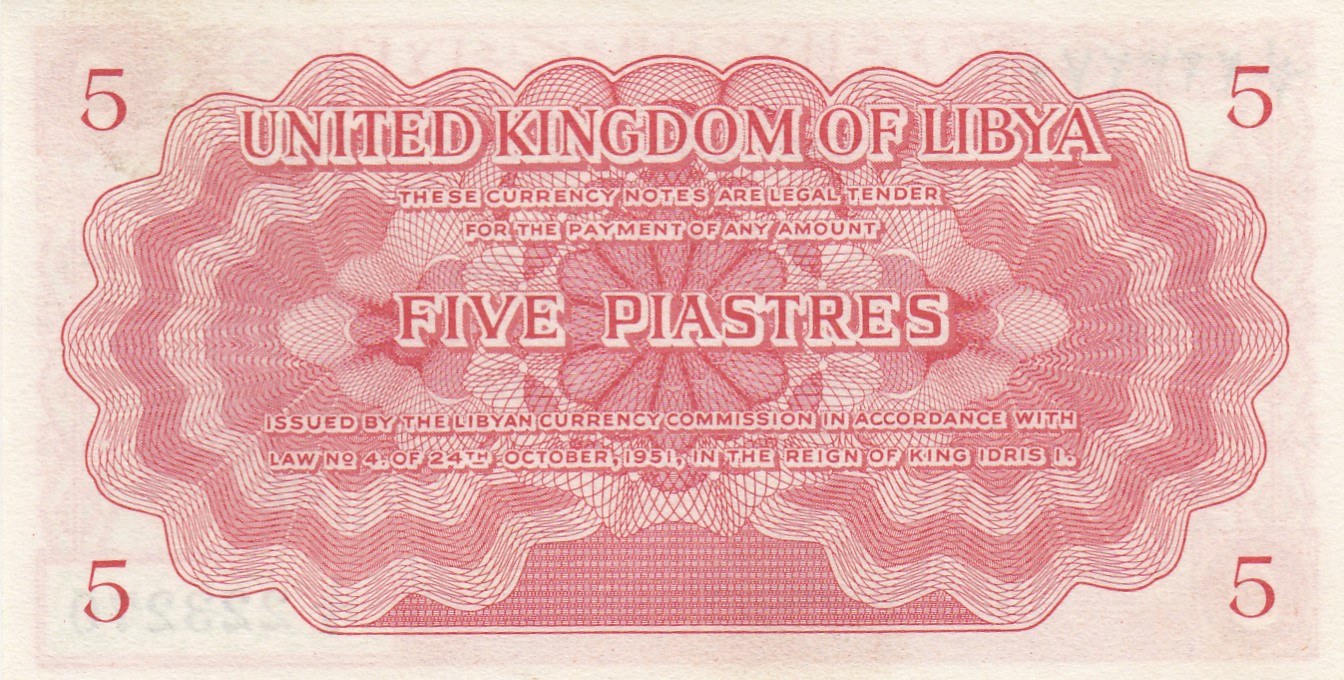 5 5
UNITED KINGDOM OF LIBYA
THESE CURRENCY NOTES ARE LEGAL TENDER
FOR THE PAYMENT OF ANY AMOUNT
FIVE PIASTRES
ISSUED BY THE LIBYAN CURRENCY COMMISSION IN ACCORDANCE WITH
LAW Nº 4. OF 24TH OCTOBER, 1951, IN THE REIGN OF KING IDRIS I.
5 5